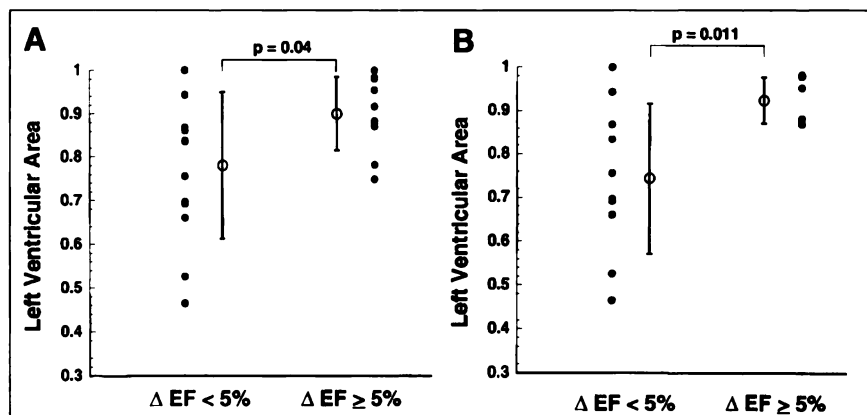 A
p = 0.04
Left Ventricular Area
1
0.9
0.8
0.7
0.6
0.5
0.4
0.3
Δ EF < 5%
Δ EF ≥ 5%
B
p = 0.011
Left Ventricular Area
1
0.9
0.8
0.7
0.6
0.5
0.4
0.3
Δ EF < 5%
Δ EF ≥ 5%